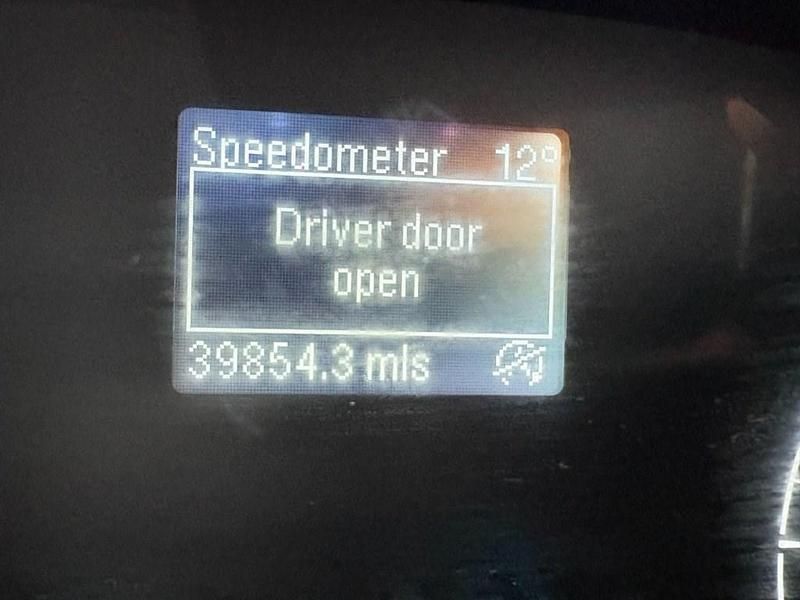 Speedometer 12°
Driver door
open
39854.3 mls